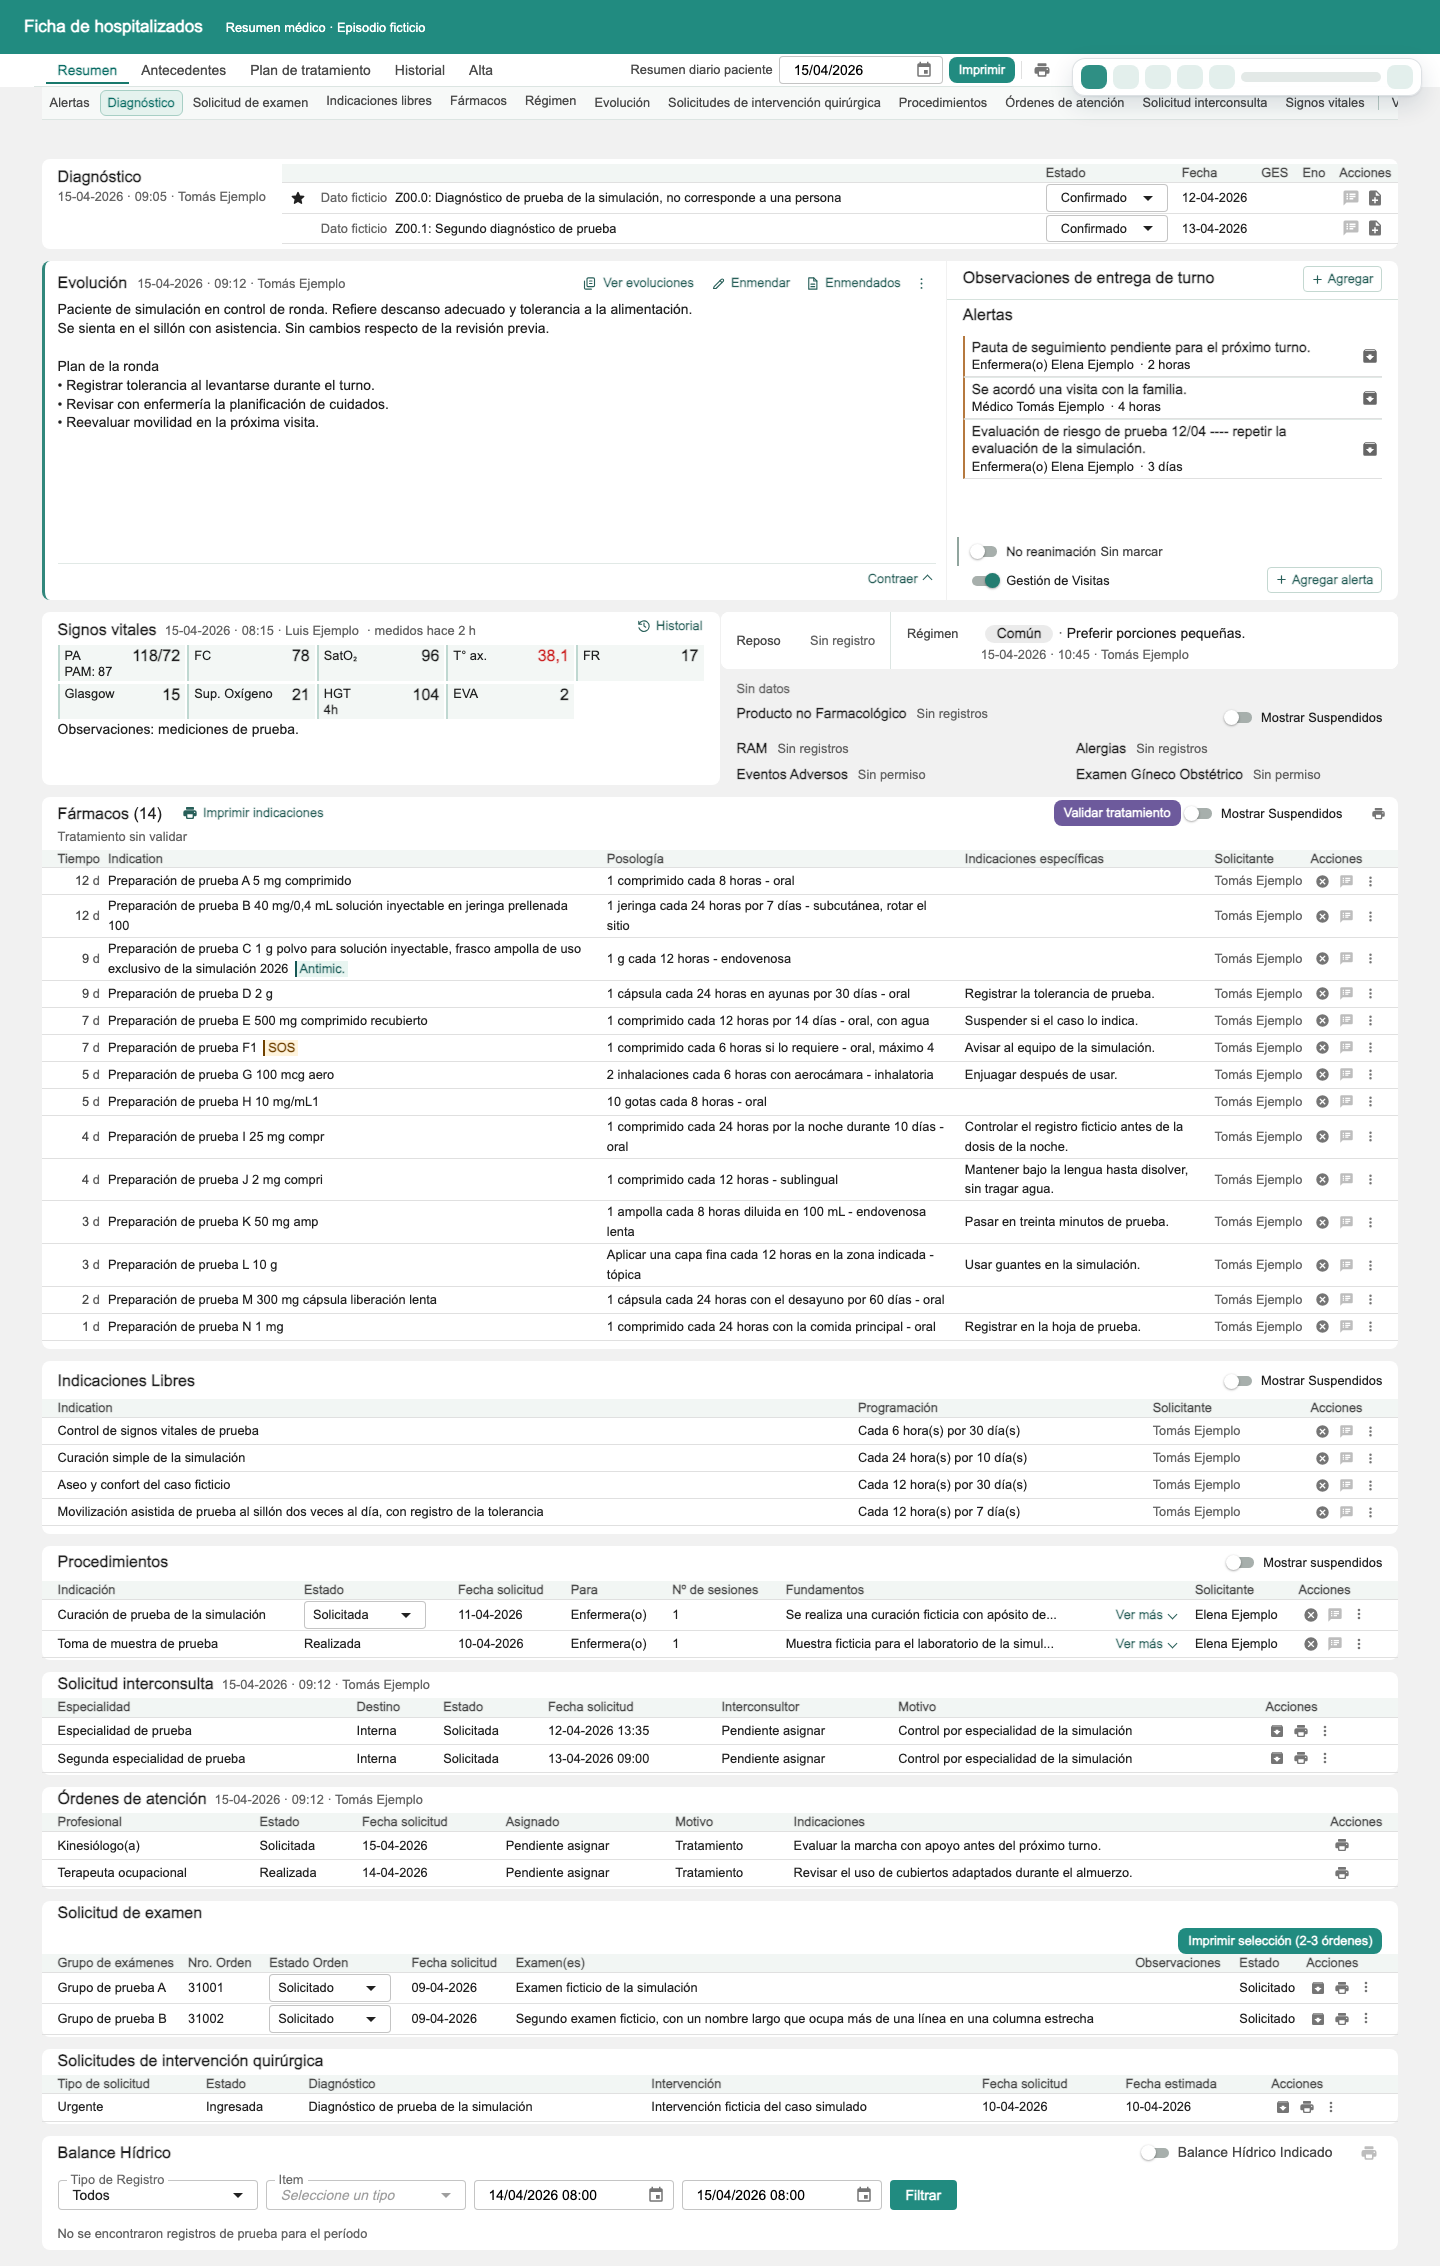 Ficha de hospitalizados Resumen médico · Episodio ficticio
Resumen Antecedentes Plan de tratamiento Historial Alta Resumen diario paciente 15/04/2026 Imprimir
Alertas Diagnóstico Solicitud de examen Indicaciones libres Fármacos Régimen Evolución Solicitudes de intervención quirúrgica Procedimientos Órdenes de atención Solicitud interconsulta Signos vitales
Diagnóstico
15-04-2026 · 09:05 · Tomás Ejemplo
Estado Fecha GES Eno Acciones
Dato ficticio Z00.0: Diagnóstico de prueba de la simulación, no corresponde a una persona Confirmado 12-04-2026
Dato ficticio Z00.1: Segundo diagnóstico de prueba Confirmado 13-04-2026
Evolución 15-04-2026 · 09:12 · Tomás Ejemplo Ver evoluciones Enmendar Enmendados
Paciente de simulación en control de ronda. Refiere descanso adecuado y tolerancia a la alimentación.
Se sienta en el sillón con asistencia. Sin cambios respecto de la revisión previa.
Plan de la ronda
• Registrar tolerancia al levantarse durante el turno.
• Revisar con enfermería la planificación de cuidados.
• Reevaluar movilidad en la próxima visita.
Contraer
Observaciones de entrega de turno + Agregar
Alertas
Pauta de seguimiento pendiente para el próximo turno.
Enfermera(o) Elena Ejemplo · 2 horas
Se acordó una visita con la familia.
Médico Tomás Ejemplo · 4 horas
Evaluación de riesgo de prueba 12/04 ---- repetir la
evaluación de la simulación.
Enfermera(o) Elena Ejemplo · 3 días
No reanimación Sin marcar
Gestión de Visitas + Agregar alerta
Signos vitales 15-04-2026 · 08:15 · Luis Ejemplo · medidos hace 2 h Historial
PA 118/72 FC 78 SatO₂ 96 T° ax. 38,1 FR 17
PAM: 87
Glasgow 15 Sup. Oxígeno 21 HGT 104 EVA 2
4h
Observaciones: mediciones de prueba.
Reposo Sin registro Régimen Común · Preferir porciones pequeñas.
15-04-2026 · 10:45 · Tomás Ejemplo
Sin datos
Producto no Farmacológico Sin registros Mostrar Suspendidos
RAM Sin registros Alergias Sin registros
Eventos Adversos Sin permiso Examen Gíneco Obstétrico Sin permiso
Fármacos (14) Imprimir indicaciones Validar tratamiento Mostrar Suspendidos
Tratamiento sin validar
Tiempo Indication Posología Indicaciones específicas Solicitante Acciones
12 d Preparación de prueba A 5 mg comprimido 1 comprimido cada 8 horas - oral Tomás Ejemplo
12 d Preparación de prueba B 40 mg/0,4 mL solución inyectable en jeringa prellenada 100 1 jeringa cada 24 horas por 7 días - subcutánea, rotar el sitio Tomás Ejemplo
9 d Preparación de prueba C 1 g polvo para solución inyectable, frasco ampolla de uso exclusivo de la simulación 2026 Antimic. 1 g cada 12 horas - endovenosa Tomás Ejemplo
9 d Preparación de prueba D 2 g 1 cápsula cada 24 horas en ayunas por 30 días - oral Registrar la tolerancia de prueba. Tomás Ejemplo
7 d Preparación de prueba E 500 mg comprimido recubierto 1 comprimido cada 12 horas por 14 días - oral, con agua Suspender si el caso lo indica. Tomás Ejemplo
7 d Preparación de prueba F1 SOS 1 comprimido cada 6 horas si lo requiere - oral, máximo 4 Avisar al equipo de la simulación. Tomás Ejemplo
5 d Preparación de prueba G 100 mcg aero 2 inhalaciones cada 6 horas con aerocámara - inhalatoria Enjuagar después de usar. Tomás Ejemplo
5 d Preparación de prueba H 10 mg/mL1 10 gotas cada 8 horas - oral Tomás Ejemplo
4 d Preparación de prueba I 25 mg compr 1 comprimido cada 24 horas por la noche durante 10 días - oral Controlar el registro ficticio antes de la dosis de la noche. Tomás Ejemplo
4 d Preparación de prueba J 2 mg compri 1 comprimido cada 12 horas - sublingual Mantener bajo la lengua hasta disolver, sin tragar agua. Tomás Ejemplo
3 d Preparación de prueba K 50 mg amp 1 ampolla cada 8 horas diluida en 100 mL - endovenosa lenta Pasar en treinta minutos de prueba. Tomás Ejemplo
3 d Preparación de prueba L 10 g Aplicar una capa fina cada 12 horas en la zona indicada - tópica Usar guantes en la simulación. Tomás Ejemplo
2 d Preparación de prueba M 300 mg cápsula liberación lenta 1 cápsula cada 24 horas con el desayuno por 60 días - oral Tomás Ejemplo
1 d Preparación de prueba N 1 mg 1 comprimido cada 24 horas con la comida principal - oral Registrar en la hoja de prueba. Tomás Ejemplo
Indicaciones Libres Mostrar Suspendidos
Indication Programación Solicitante Acciones
Control de signos vitales de prueba Cada 6 hora(s) por 30 día(s) Tomás Ejemplo
Curación simple de la simulación Cada 24 hora(s) por 10 día(s) Tomás Ejemplo
Aseo y confort del caso ficticio Cada 12 hora(s) por 30 día(s) Tomás Ejemplo
Movilización asistida de prueba al sillón dos veces al día, con registro de la tolerancia Cada 12 hora(s) por 7 día(s) Tomás Ejemplo
Procedimientos Mostrar suspendidos
Indicación Estado Fecha solicitud Para Nº de sesiones Fundamentos Solicitante Acciones
Curación de prueba de la simulación Solicitada 11-04-2026 Enfermera(o) 1 Se realiza una curación ficticia con apósito de... Ver más Elena Ejemplo
Toma de muestra de prueba Realizada 10-04-2026 Enfermera(o) 1 Muestra ficticia para el laboratorio de la simul... Ver más Elena Ejemplo
Solicitud interconsulta 15-04-2026 · 09:12 · Tomás Ejemplo
Especialidad Destino Estado Fecha solicitud Interconsultor Motivo Acciones
Especialidad de prueba Interna Solicitada 12-04-2026 13:35 Pendiente asignar Control por especialidad de la simulación
Segunda especialidad de prueba Interna Solicitada 13-04-2026 09:00 Pendiente asignar Control por especialidad de la simulación
Órdenes de atención 15-04-2026 · 09:12 · Tomás Ejemplo
Profesional Estado Fecha solicitud Asignado Motivo Indicaciones Acciones
Kinesiólogo(a) Solicitada 15-04-2026 Pendiente asignar Tratamiento Evaluar la marcha con apoyo antes del próximo turno.
Terapeuta ocupacional Realizada 14-04-2026 Pendiente asignar Tratamiento Revisar el uso de cubiertos adaptados durante el almuerzo.
Solicitud de examen
Imprimir selección (2-3 órdenes)
Grupo de exámenes Nro. Orden Estado Orden Fecha solicitud Examen(es) Observaciones Estado Acciones
Grupo de prueba A 31001 Solicitado 09-04-2026 Examen ficticio de la simulación Solicitado
Grupo de prueba B 31002 Solicitado 09-04-2026 Segundo examen ficticio, con un nombre largo que ocupa más de una línea en una columna estrecha Solicitado
Solicitudes de intervención quirúrgica
Tipo de solicitud Estado Diagnóstico Intervención Fecha solicitud Fecha estimada Acciones
Urgente Ingresada Diagnóstico de prueba de la simulación Intervención ficticia del caso simulado 10-04-2026 10-04-2026
Balance Hídrico Balance Hídrico Indicado
Tipo de Registro Item
Todos Seleccione un tipo 14/04/2026 08:00 15/04/2026 08:00 Filtrar
No se encontraron registros de prueba para el período